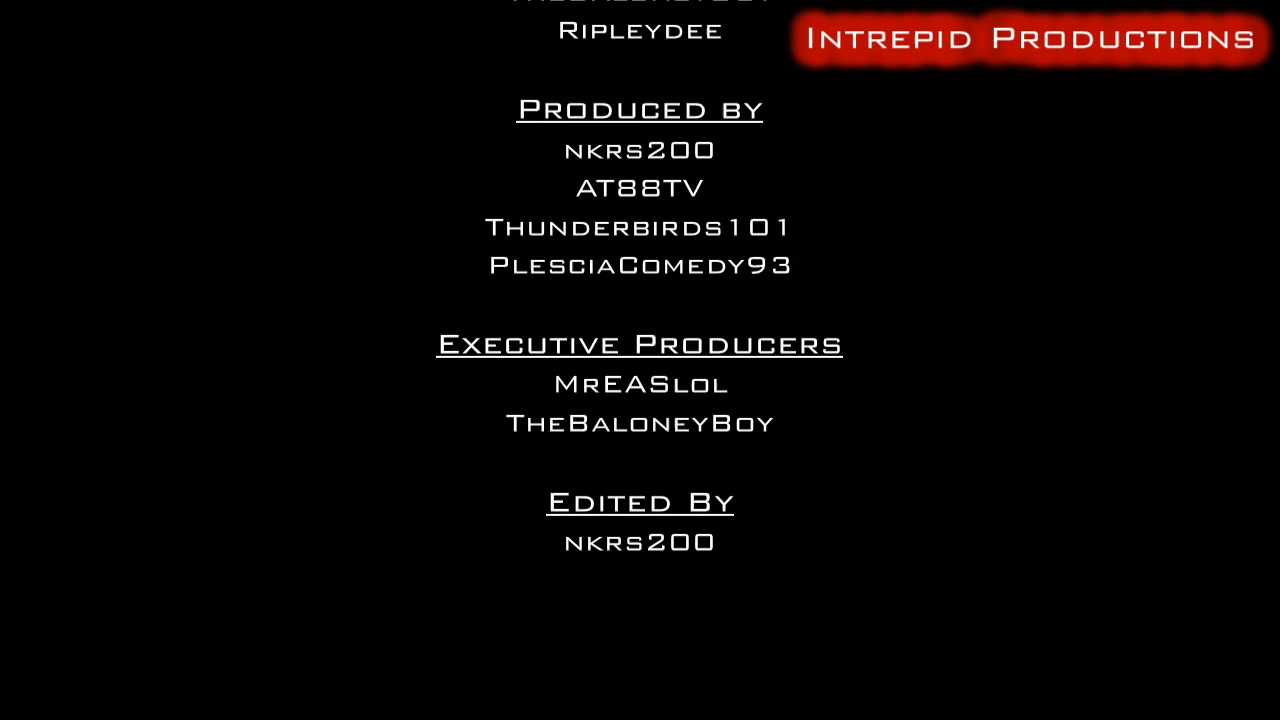 Ripleydee
Intrepid Productions
Produced by
nkrs200
AT88TV
Thunderbirds101
PlesciaComedy93
Executive Producers
MrEASlol
TheBaloneyBoy
Edited By
nkrs200